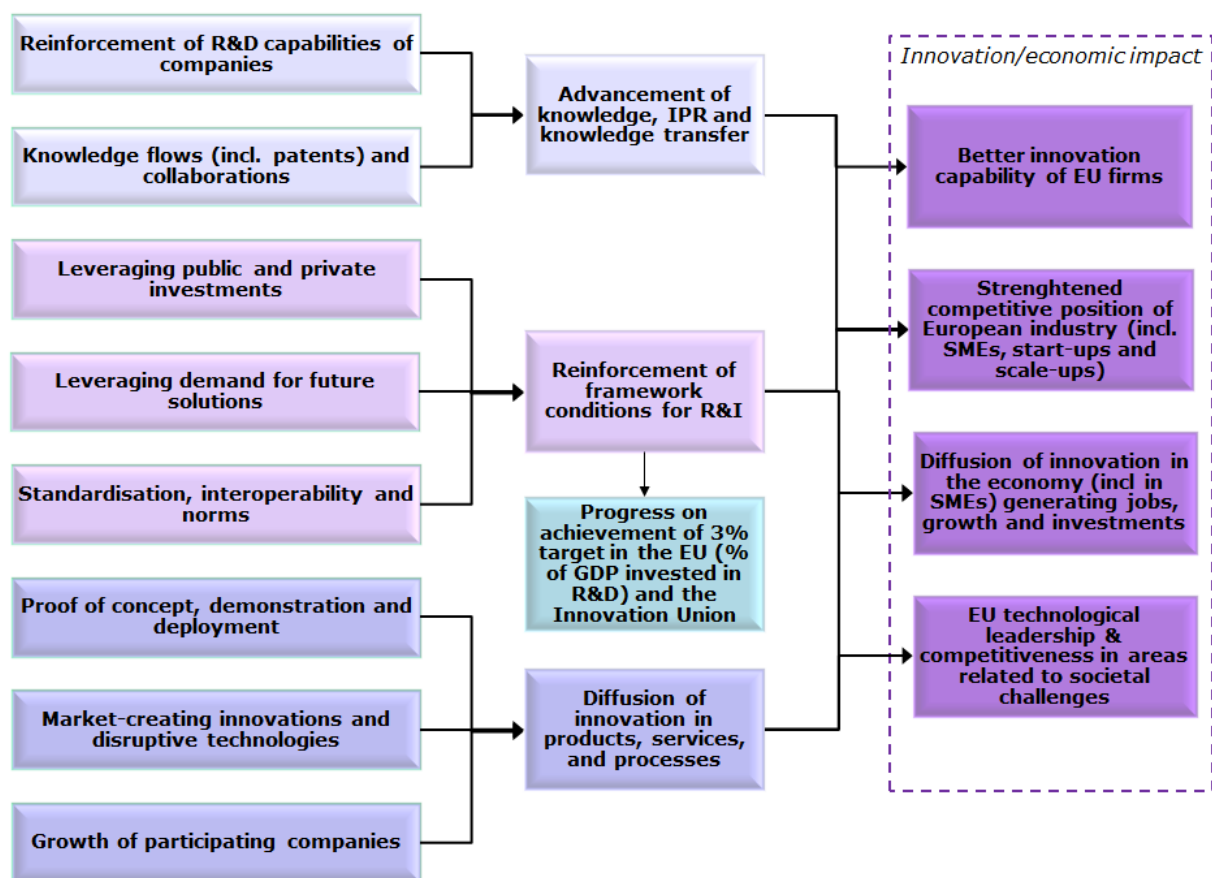 Reinforcement of R&D capabilities of
companies
Knowledge flows (incl. patents) and
collaborations
Leveraging public and private
investments
Leveraging demand for future
solutions
Standardisation, interoperability and
norms
Proof of concept, demonstration and
deployment
Market-creating innovations and
disruptive technologies
Growth of participating companies
Advancement of
knowledge, IPR and
knowledge transfer
Reinforcement of
framework
conditions for R&I
Progress on
achievement of 3%
target in the EU (%
of GDP invested in
R&D) and the
Innovation Union
Diffusion of
innovation in
products, services,
and processes
Innovation/economic impact
Better innovation
capability of EU firms
Strenghtened
competitive position of
European industry (incl.
SMEs, start-ups and
scale-ups)
Diffusion of innovation in
the economy (incl in
SMEs) generating jobs,
growth and investments
EU technological
leadership &
competitiveness in areas
related to societal
challenges